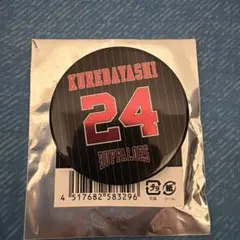 KUREBAYASHI
24
BUFFALOES
4 517682 583296